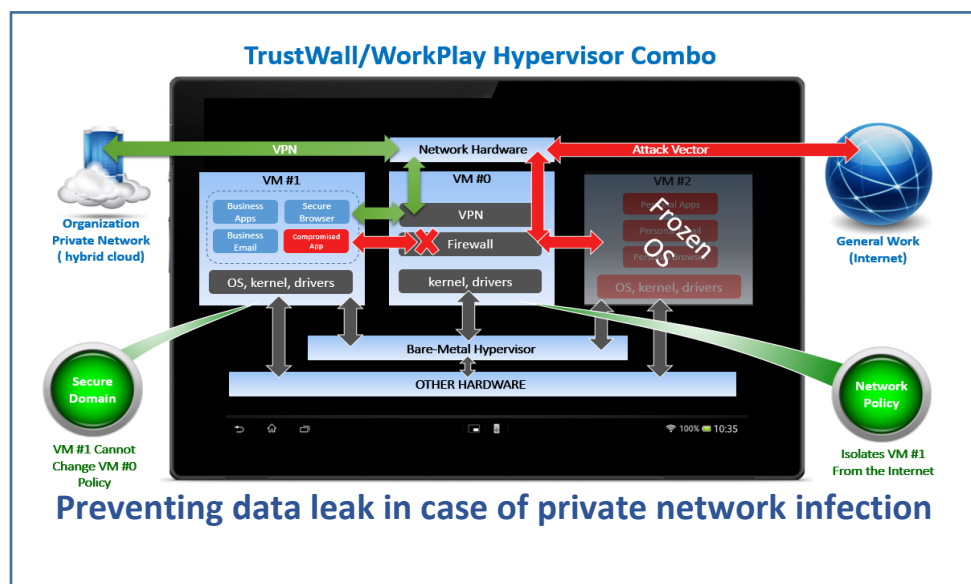 TrustWall/WorkPlay Hypervisor Combo
VPN
Network Hardware
Attack Vector
Organization
Private Network
( hybrid cloud)
General Work
(Internet)
VM #1
Business
Apps
Secure
Browser
Business
Email
Compromised
App
OS, kernel, drivers
VM #0
VPN
Firewall
kernel, drivers
VM #2
Frozen
OS
OS, kernel, drivers
Bare-Metal Hypervisor
OTHER HARDWARE
100%
10:35
Secure
Domain
VM #1 Cannot
Change VM #0
Policy
Network
Policy
Isolates VM #1
From the Internet
Preventing data leak in case of private network infection